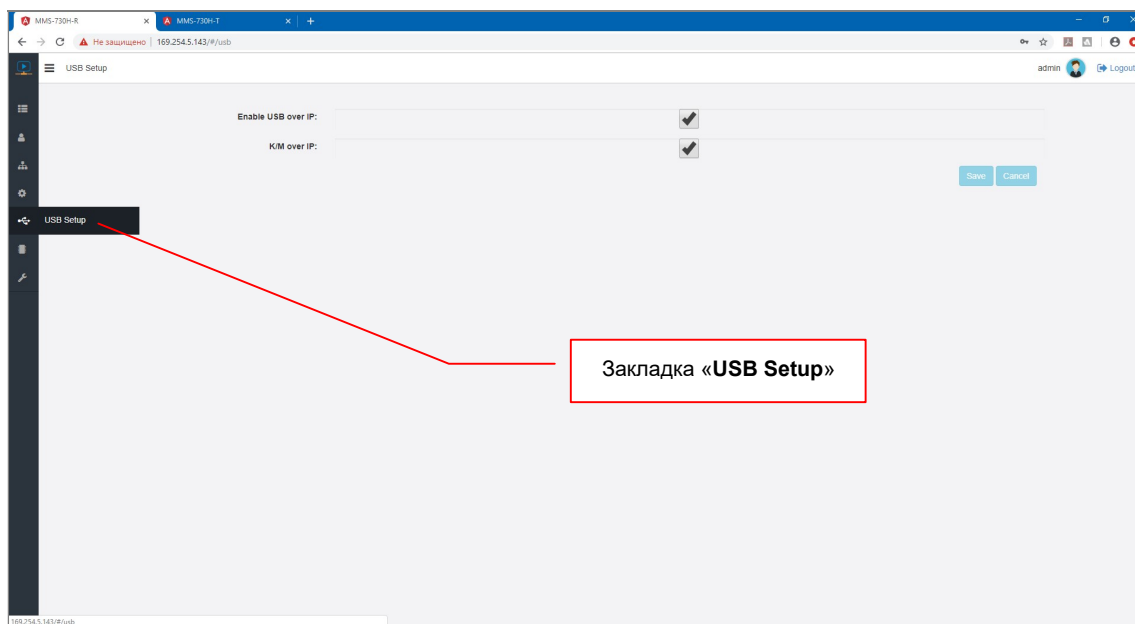 MMS-730H-R
MMS-730H-T
Не защищено | 169.254.5.143/#/usb
USB Setup
admin
Logout
Enable USB over IP:
K/M over IP:
Save
Cancel
USB Setup
Закладка «USB Setup»
169.254.5.143/#/usb